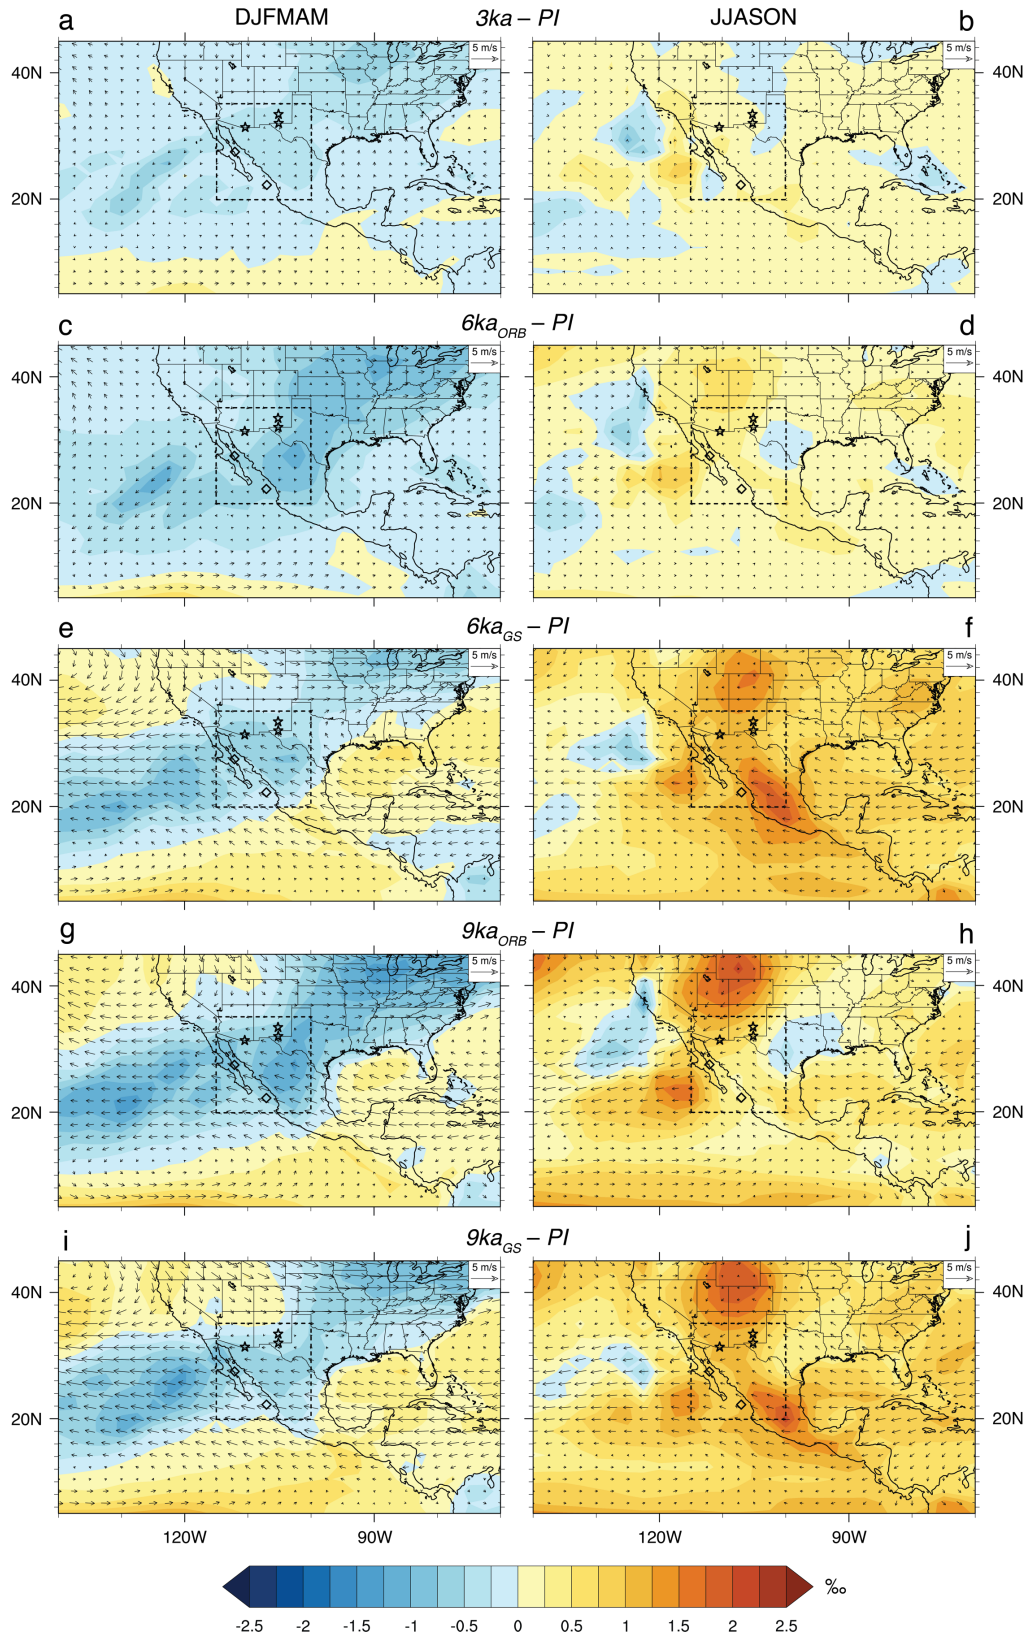 DJFMAM
JJASON
a
3ka – PI
b
5 m/s
5 m/s
40N
40N
20N
20N
c
6kaORB – PI
d
5 m/s
5 m/s
40N
40N
20N
20N
e
6kaGS – PI
f
5 m/s
5 m/s
40N
40N
20N
20N
g
9kaORB – PI
h
5 m/s
5 m/s
40N
40N
20N
20N
i
9kaGS – PI
j
5 m/s
5 m/s
40N
40N
20N
20N
120W
90W
120W
90W
‰
-2.5
-2
-1.5
-1
-0.5
0
0.5
1
1.5
2
2.5